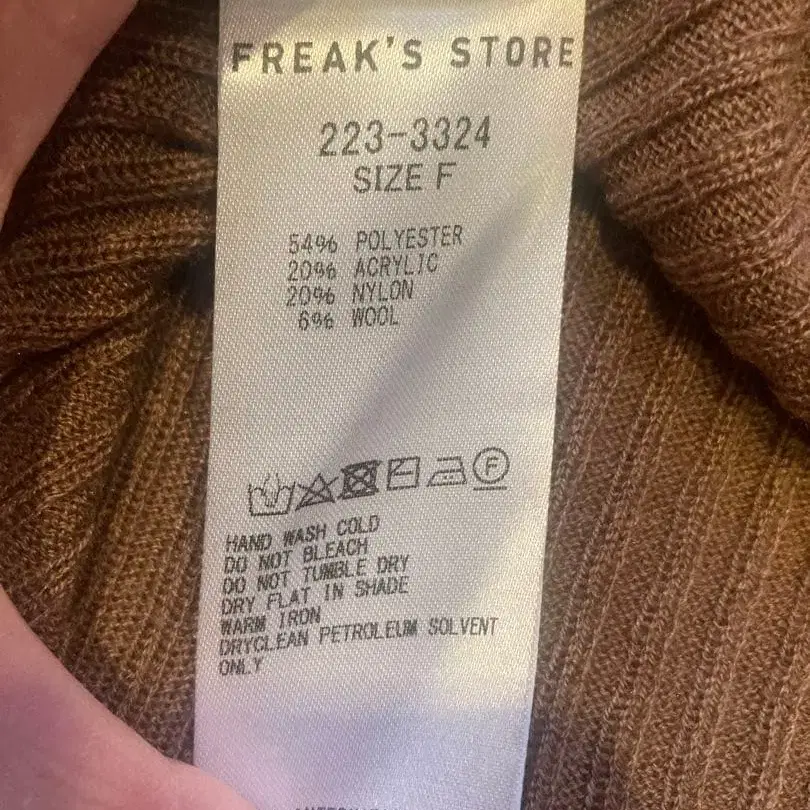 FREAK'S STORE
223-3324
SIZE F
54% POLYESTER
20% ACRYLIC
20% NYLON
6% WOOL
F
HAND WASH COLD
DO NOT BLEACH
DO NOT TUMBLE DRY
DRY FLAT IN SHADE
WARM IRON
DRYCLEAN PETROLEUM SOLVENT
ONLY